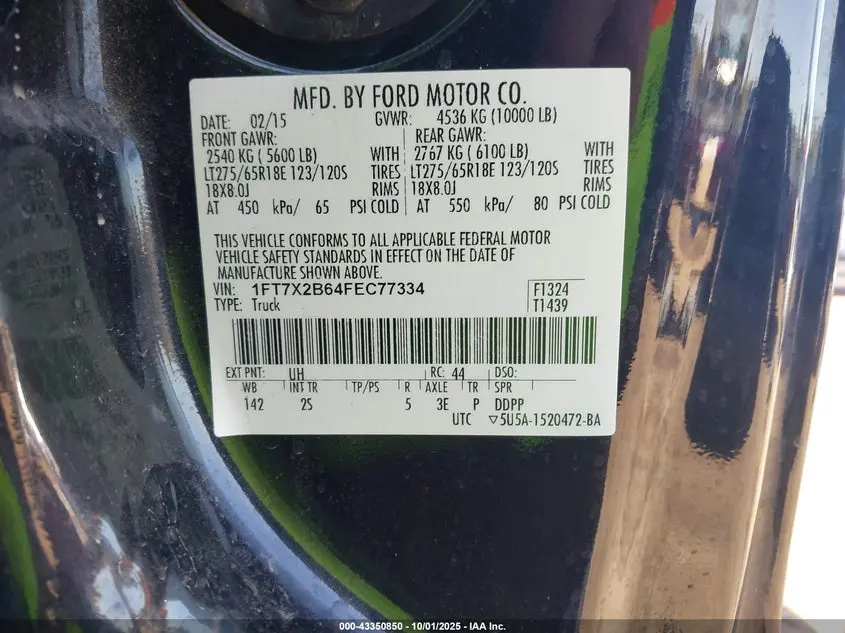 MFD. BY FORD MOTOR CO.
DATE: 02/15 GVWR: 4536 KG (10000 LB)
FRONT GAWR: REAR GAWR:
2540 KG ( 5600 LB) WITH 2767 KG ( 6100 LB) WITH
LT275/65R18E 123/120S TIRES LT275/65R18E 123/120S TIRES
18X8.0J RIMS 18X8.0J RIMS
AT 450 kPa/ 65 PSI COLD AT 550 kPa/ 80 PSI COLD
THIS VEHICLE CONFORMS TO ALL APPLICABLE FEDERAL MOTOR
VEHICLE SAFETY STANDARDS IN EFFECT ON THE DATE OF
MANUFACTURE SHOWN ABOVE.
VIN: 1FT7X2B64FEC77334 F1324
TYPE: Truck T1439
EXT PNT: UH RC: 44 DSO:
WB INT TR TP/PS R AXLE TR SPR
142 2S 5 3E P DDPP
UTC ▽5U5A-1520472-BA
000-43350850 - 10/01/2025 - IAA Inc.